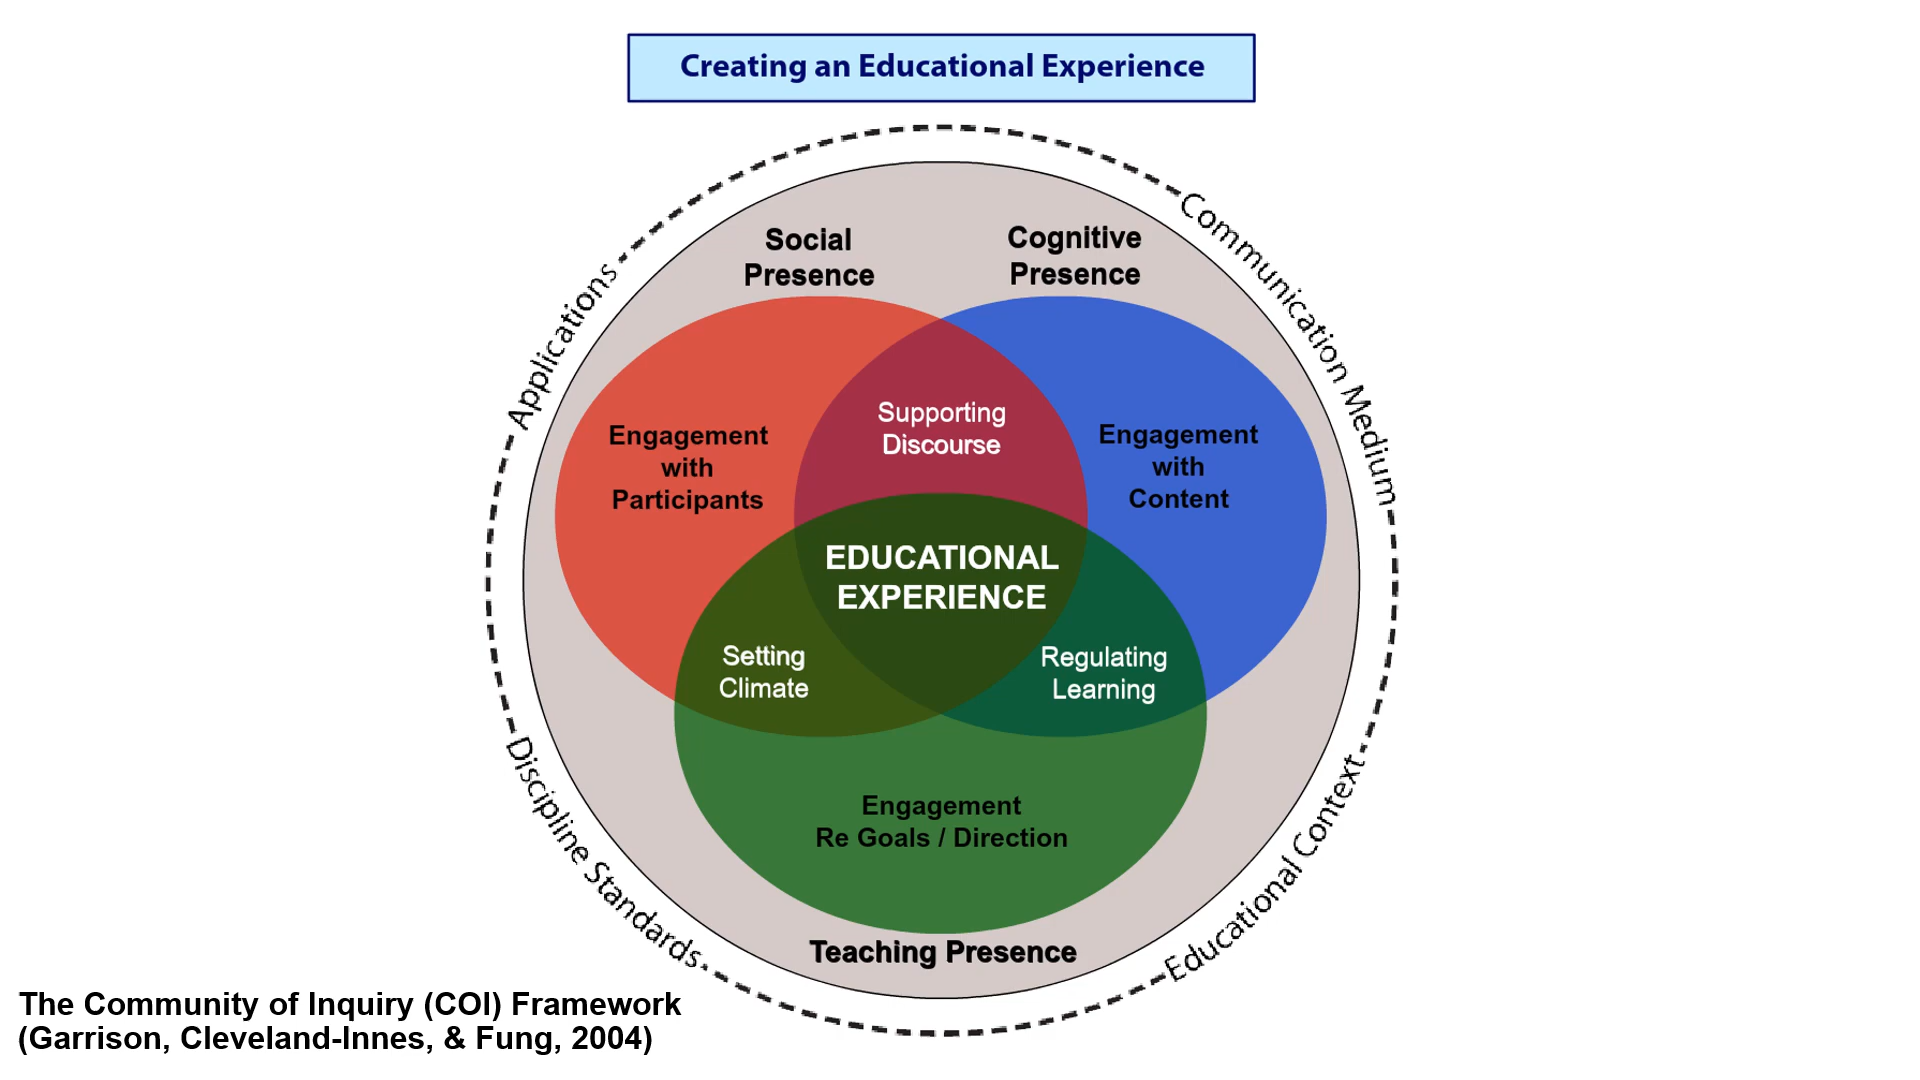 Creating an Educational Experience
Social
Presence
Cognitive
Presence
Applications
Communication Medium
Engagement
with
Participants
Supporting
Discourse
Engagement
with
Content
EDUCATIONAL
EXPERIENCE
Setting
Climate
Regulating
Learning
Engagement
Re Goals / Direction
Discipline Standards
Educational Context
Teaching Presence
The Community of Inquiry (COI) Framework
(Garrison, Cleveland-Innes, & Fung, 2004)